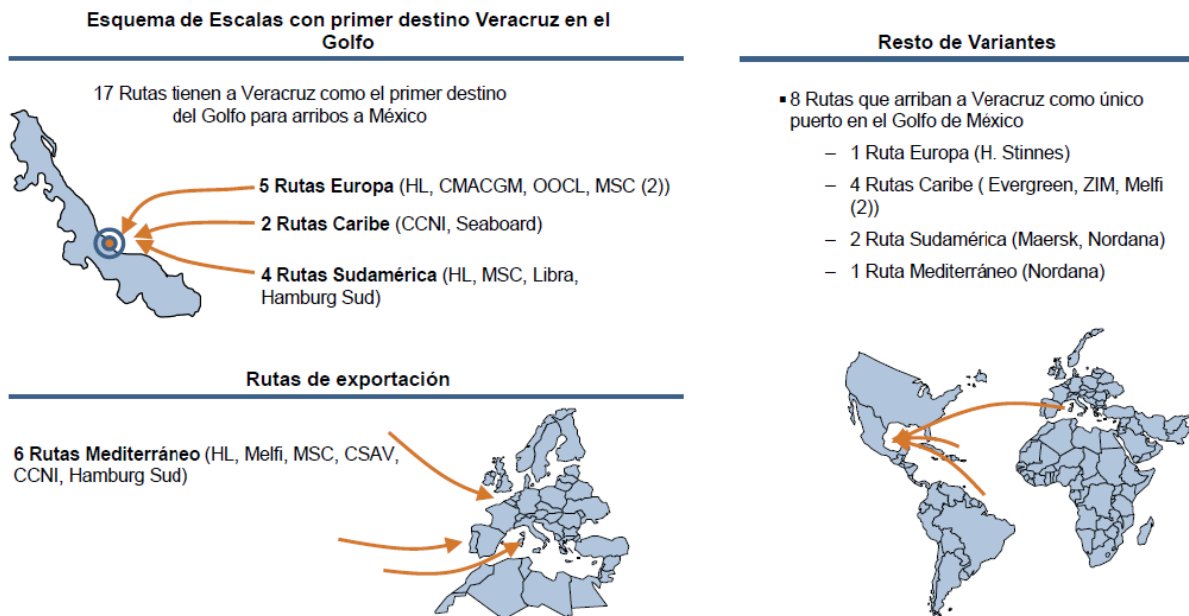 Esquema de Escalas con primer destino Veracruz en el
Golfo
17 Rutas tienen a Veracruz como el primer destino
del Golfo para arribos a México
5 Rutas Europa (HL, CMACGM, OOCL, MSC (2))
2 Rutas Caribe (CCNI, Seaboard)
4 Rutas Sudamérica (HL, MSC, Libra,
Hamburg Sud)
Rutas de exportación
6 Rutas Mediterráneo (HL, Melfi, MSC, CSAV,
CCNI, Hamburg Sud)
Resto de Variantes
▪ 8 Rutas que arriban a Veracruz como único
puerto en el Golfo de México
– 1 Ruta Europa (H. Stinnes)
– 4 Rutas Caribe ( Evergreen, ZIM, Melfi
(2))
– 2 Ruta Sudamérica (Maersk, Nordana)
– 1 Ruta Mediterráneo (Nordana)